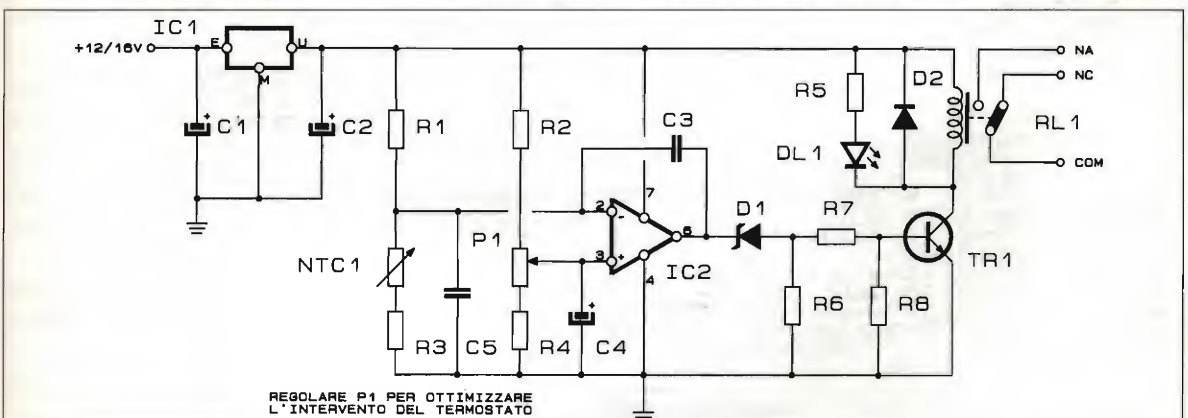 IC1
+12/16V
E
U
M
C1
C2
R1
R2
C3
R5
D2
NA
NC
RL1
DL1
COM
7
2
-
D1
R7
P1
6
NTC1
3
+
IC2
TR1
4
R6
R8
R3
C5
R4
C4
REGOLARE P1 PER OTTIMIZZARE
L'INTERVENTO DEL TERMOSTATO